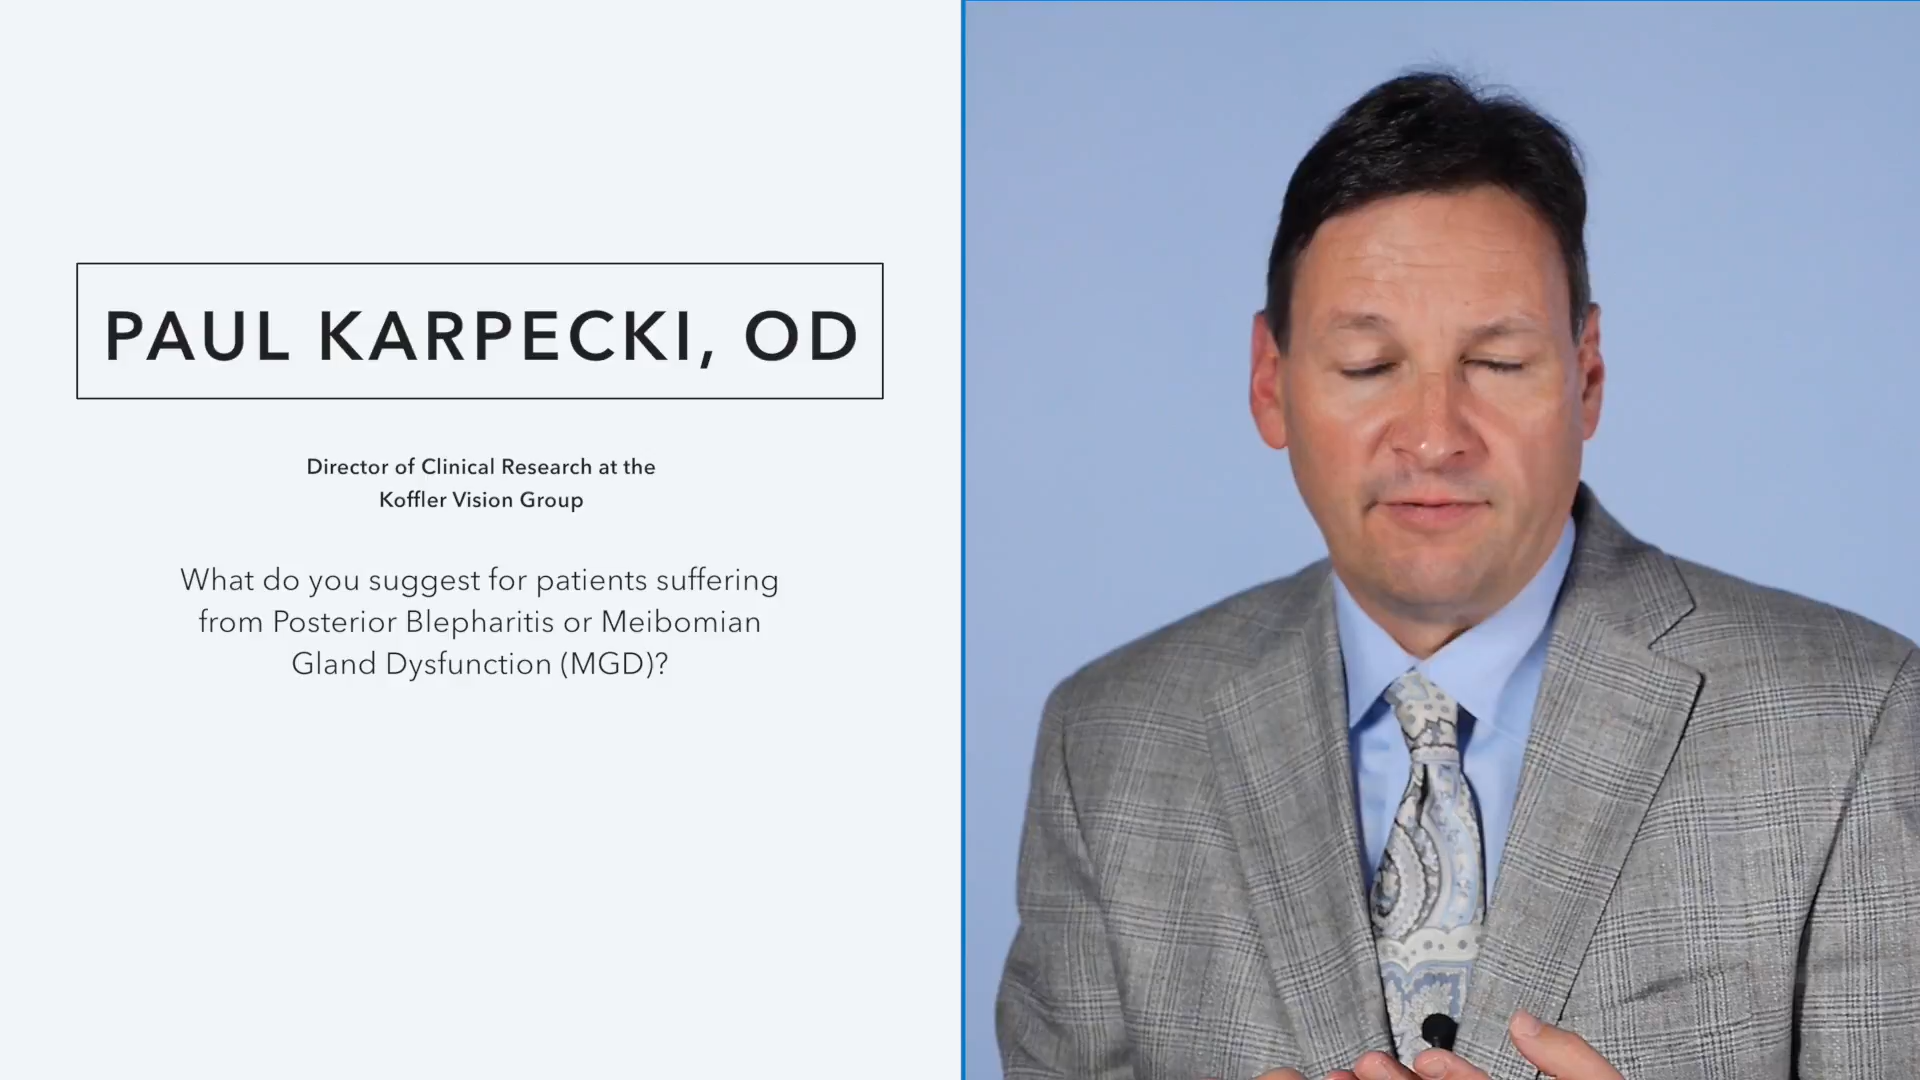 PAUL KARPECKI, OD
Director of Clinical Research at the
Koffler Vision Group
What do you suggest for patients suffering
from Posterior Blepharitis or Meibomian
Gland Dysfunction (MGD)?